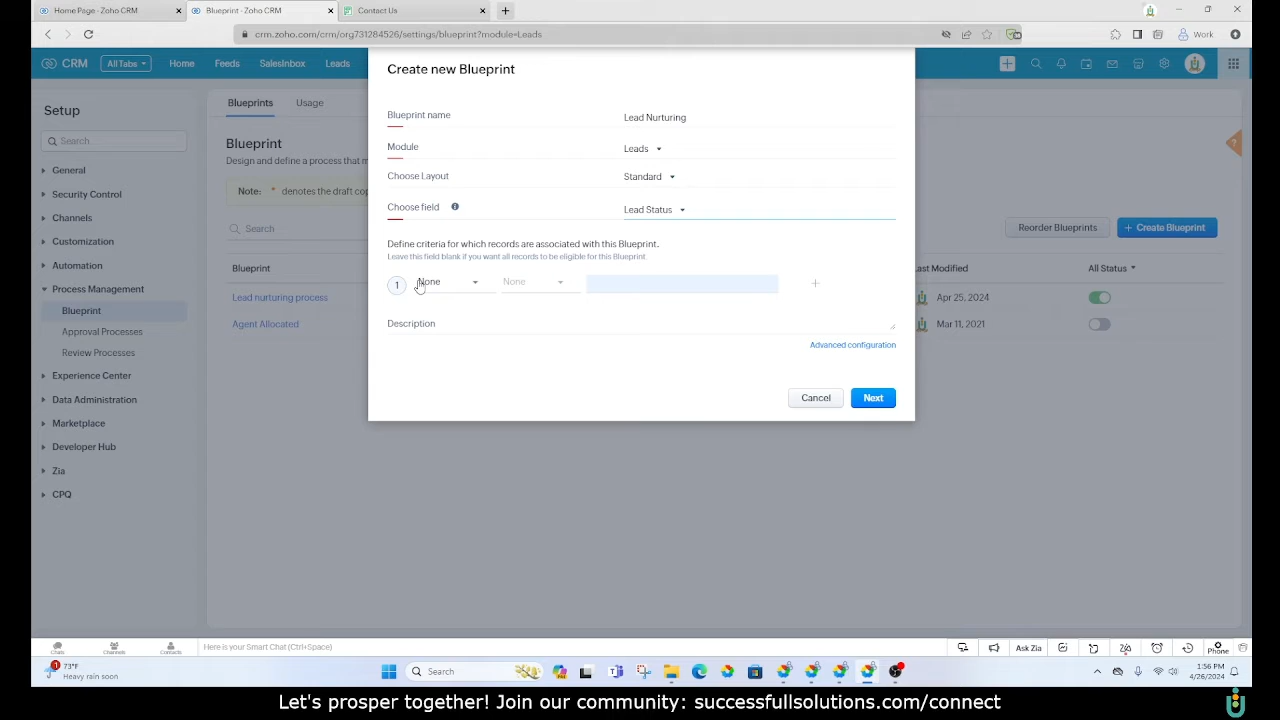 Home Page - Zoho CRM
Blueprint - Zoho CRM
Contact Us
crm.zoho.com/crm/org731284526/settings/blueprint?module=Leads
Work
CRM
All Tabs
Home
Feeds
SalesInbox
Leads
Setup
Search
General
Security Control
Channels
Customization
Automation
Process Management
Blueprint
Approval Processes
Review Processes
Experience Center
Data Administration
Marketplace
Developer Hub
Zia
CPQ
Blueprints
Usage
Blueprint
Design and define a process that m
Note: * denotes the draft cop
Search
Reorder Blueprints
+ Create Blueprint
Blueprint
Last Modified
All Status
Lead nurturing process
Apr 25, 2024
Agent Allocated
Mar 11, 2021
Create new Blueprint
Blueprint name
Lead Nurturing
Module
Leads
Choose Layout
Standard
Choose field
Lead Status
Define criteria for which records are associated with this Blueprint.
Leave this field blank if you want all records to be eligible for this Blueprint
1
None
None
Description
Advanced configuration
Cancel
Next
Chats
Channels
Contacts
Here is your Smart Chat (Ctrl+Space)
Ask Zia
Phone
73°F
Heavy rain soon
Search
1:56 PM
4/26/2024
Let's prosper together! Join our community: successfullsolutions.com/connect